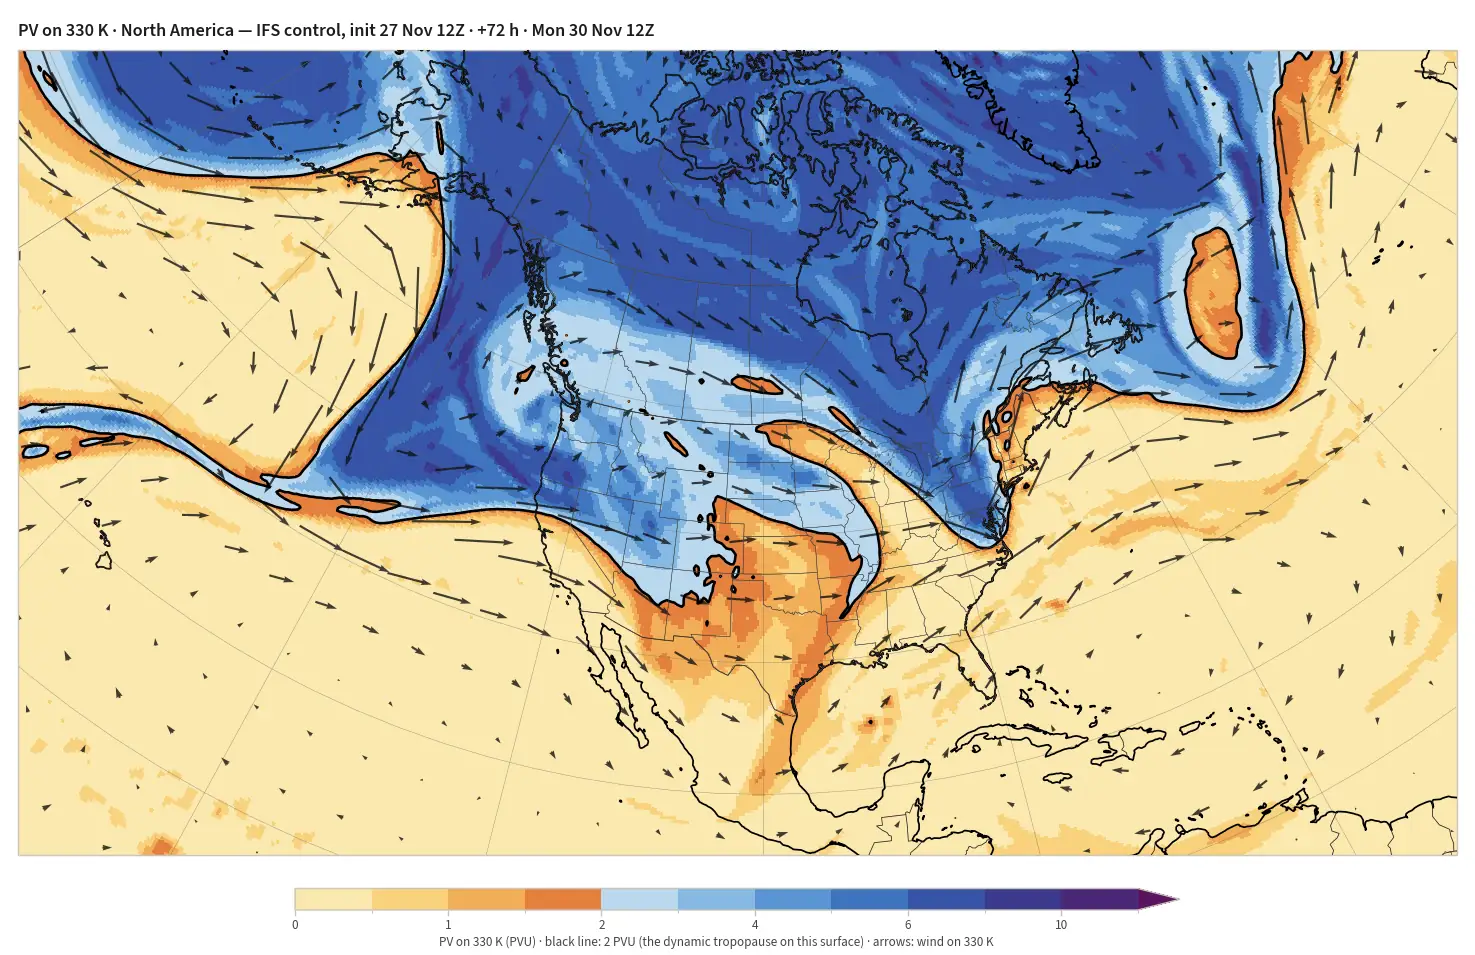 PV on 330 K · North America — IFS control, init 27 Nov 12Z · +72 h · Mon 30 Nov 12Z
0 1 2 4 6 10
PV on 330 K (PVU) · black line: 2 PVU (the dynamic tropopause on this surface) · arrows: wind on 330 K